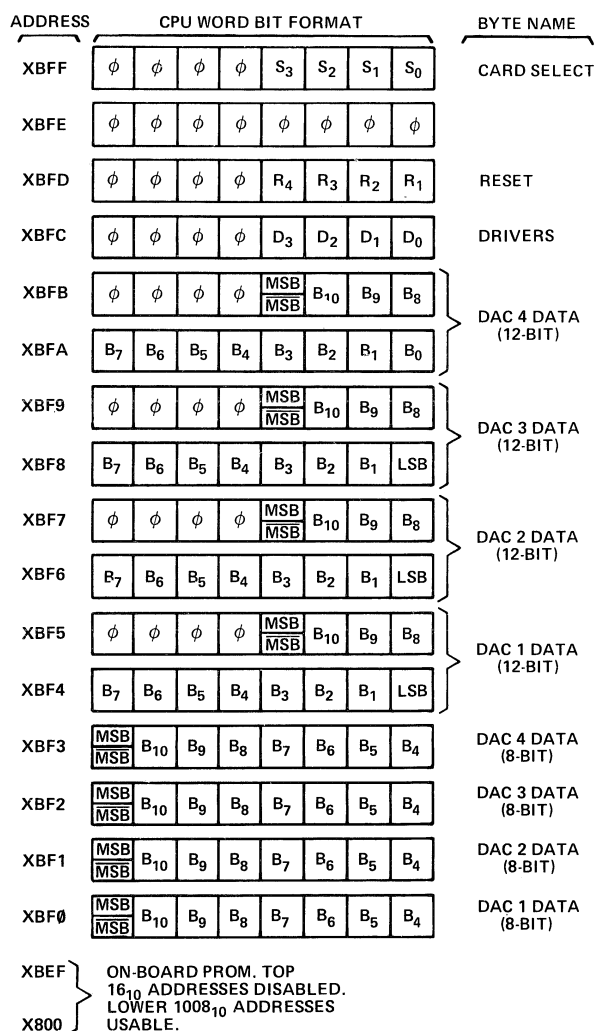 ADDRESS CPU WORD BIT FORMAT BYTE NAME
XBFF ϕ ϕ ϕ ϕ S3 S2 S1 S0 CARD SELECT
XBFE ϕ ϕ ϕ ϕ ϕ ϕ ϕ ϕ
XBFD ϕ ϕ ϕ ϕ R4 R3 R2 R1 RESET
XBFC ϕ ϕ ϕ ϕ D3 D2 D1 D0 DRIVERS
XBFB ϕ ϕ ϕ ϕ MSB/M̅S̅B̅ B10 B9 B8
DAC 4 DATA
(12-BIT)
XBFA B7 B6 B5 B4 B3 B2 B1 B0
XBF9 ϕ ϕ ϕ ϕ MSB/M̅S̅B̅ B10 B9 B8
DAC 3 DATA
(12-BIT)
XBF8 B7 B6 B5 B4 B3 B2 B1 LSB
XBF7 ϕ ϕ ϕ ϕ MSB/M̅S̅B̅ B10 B9 B8
DAC 2 DATA
(12-BIT)
XBF6 B7 B6 B5 B4 B3 B2 B1 LSB
XBF5 ϕ ϕ ϕ ϕ MSB/M̅S̅B̅ B10 B9 B8
DAC 1 DATA
(12-BIT)
XBF4 B7 B6 B5 B4 B3 B2 B1 LSB
XBF3 MSB/M̅S̅B̅ B10 B9 B8 B7 B6 B5 B4 DAC 4 DATA
(8-BIT)
XBF2 MSB/M̅S̅B̅ B10 B9 B8 B7 B6 B5 B4 DAC 3 DATA
(8-BIT)
XBF1 MSB/M̅S̅B̅ B10 B9 B8 B7 B6 B5 B4 DAC 2 DATA
(8-BIT)
XBFØ MSB/M̅S̅B̅ B10 B9 B8 B7 B6 B5 B4 DAC 1 DATA
(8-BIT)
XBEF ON-BOARD PROM. TOP
16₁₀ ADDRESSES DISABLED.
LOWER 1008₁₀ ADDRESSES
X800 USABLE.